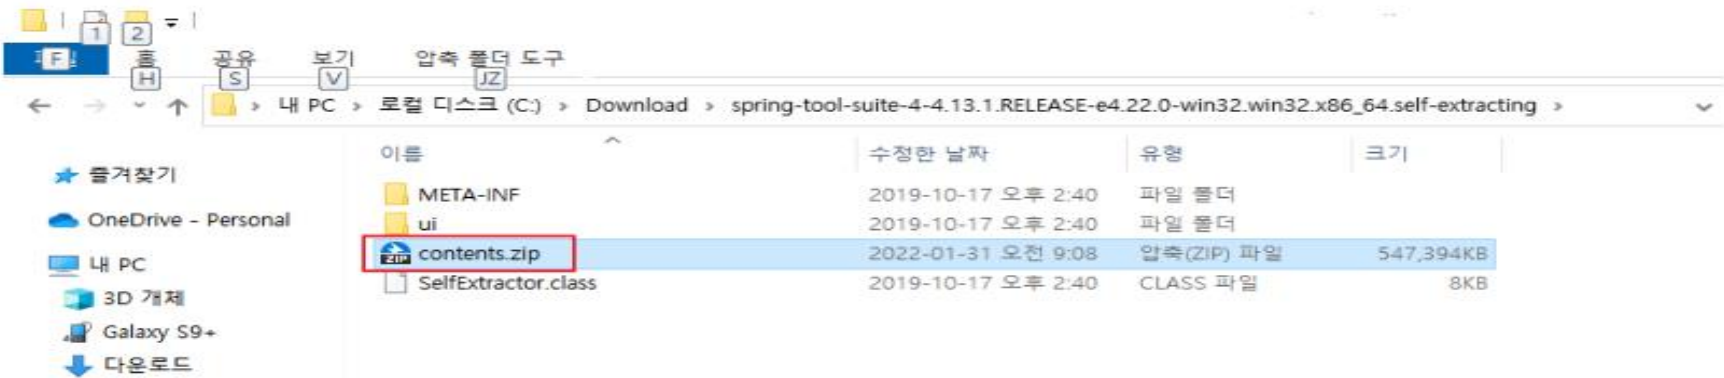 1 2
F 홈 공유 보기 압축 폴더 도구
H S V JZ
내 PC > 로컬 디스크 (C:) > Download > spring-tool-suite-4-4.13.1.RELEASE-e4.22.0-win32.win32.x86_64.self-extracting >
이름 수정한 날짜 유형 크기
즐겨찾기
META-INF 2019-10-17 오후 2:40 파일 폴더
OneDrive - Personal
ui 2019-10-17 오후 2:40 파일 폴더
ZIP contents.zip 2022-01-31 오전 9:08 압축(ZIP) 파일 547,394KB
내 PC
SelfExtractor.class 2019-10-17 오후 2:40 CLASS 파일 8KB
3D 개체
Galaxy S9+
다운로드